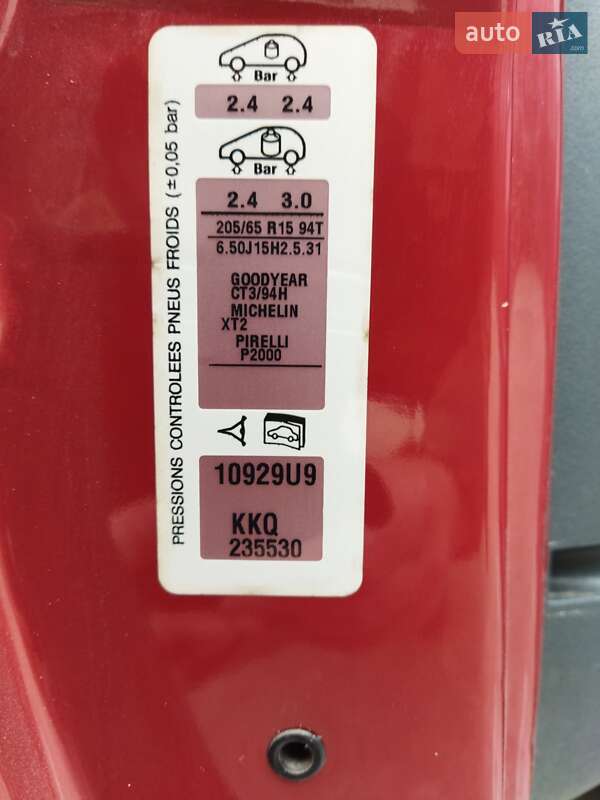 auto RIA .com
PRESSIONS CONTROLEES PNEUS FROIDS (±0,05 bar)
Bar
2.4 2.4
Bar
2.4 3.0
205/65 R15 94T
6.50J15H2.5.31
GOODYEAR
CT3/94H
MICHELIN
XT2
PIRELLI
P2000
10929U9
KKQ
235530